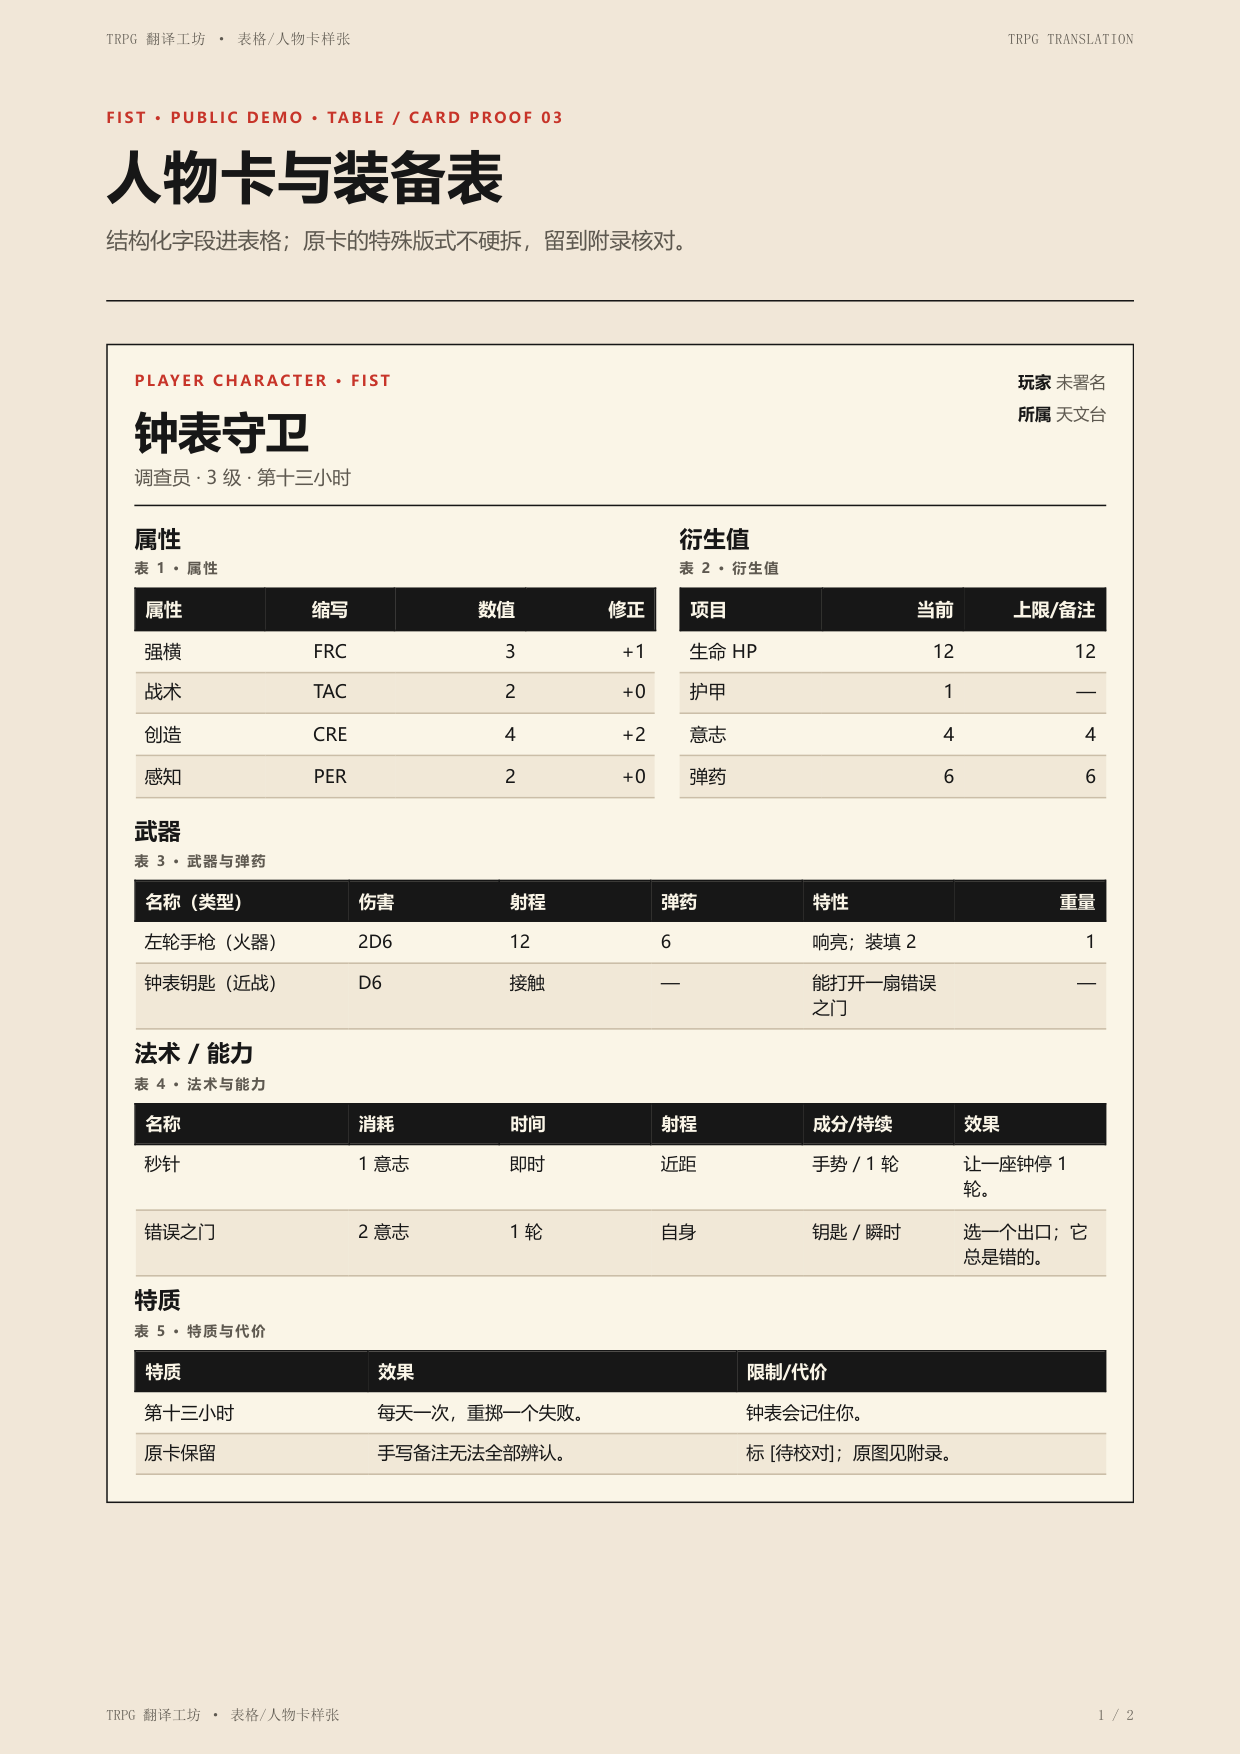 TRPG 翻译工坊 • 表格/人物卡样张
TRPG TRANSLATION
FIST • PUBLIC DEMO • TABLE / CARD PROOF 03
人物卡与装备表
结构化字段进表格；原卡的特殊版式不硬拆，留到附录核对。
PLAYER CHARACTER • FIST
钟表守卫
调查员 · 3 级 · 第十三小时
玩家 未署名
所属 天文台
属性
表 1 • 属性
属性 缩写 数值 修正
强横 FRC 3 +1
战术 TAC 2 +0
创造 CRE 4 +2
感知 PER 2 +0
衍生值
表 2 • 衍生值
项目 当前 上限/备注
生命 HP 12 12
护甲 1 —
意志 4 4
弹药 6 6
武器
表 3 • 武器与弹药
名称（类型） 伤害 射程 弹药 特性 重量
左轮手枪（火器） 2D6 12 6 响亮；装填 2 1
钟表钥匙（近战） D6 接触 — 能打开一扇错误 —
之门
法术 / 能力
表 4 • 法术与能力
名称 消耗 时间 射程 成分/持续 效果
秒针 1 意志 即时 近距 手势 / 1 轮 让一座钟停 1
轮。
错误之门 2 意志 1 轮 自身 钥匙 / 瞬时 选一个出口；它
总是错的。
特质
表 5 • 特质与代价
特质 效果 限制/代价
第十三小时 每天一次，重掷一个失败。 钟表会记住你。
原卡保留 手写备注无法全部辨认。 标 [待校对]；原图见附录。
TRPG 翻译工坊 • 表格/人物卡样张
1 / 2